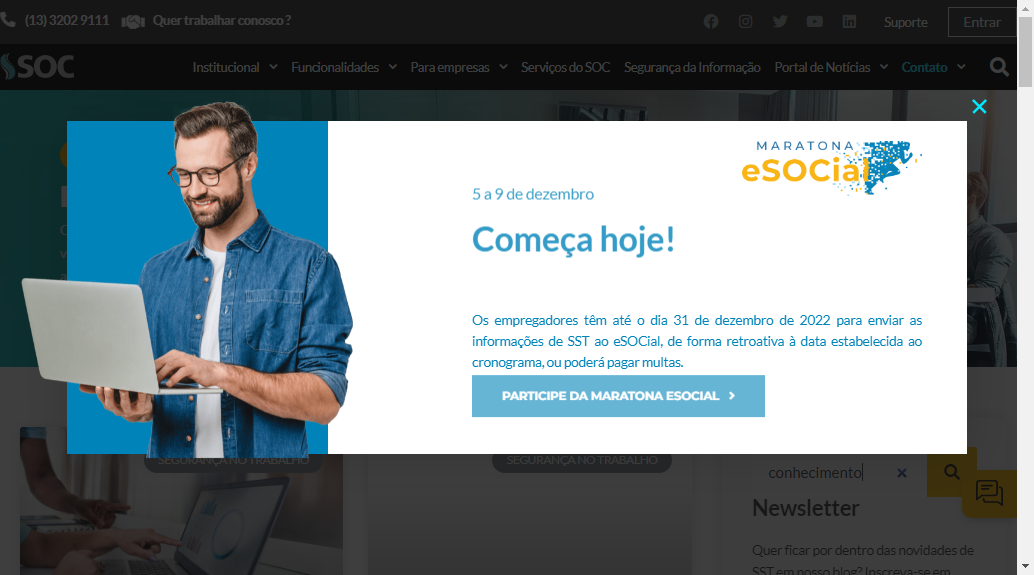 (13) 3202 9111 Quer trabalhar conosco ?
Suporte Entrar
SOC Institucional Funcionalidades Para empresas Serviços do SOC Segurança da Informação Portal de Notícias Contato
MARATONA
eSOCial
5 a 9 de dezembro
Começa hoje!
Os empregadores têm até o dia 31 de dezembro de 2022 para enviar as
informações de SST ao eSOCial, de forma retroativa à data estabelecida ao
cronograma, ou poderá pagar multas.
PARTICIPE DA MARATONA ESOCIAL
SEGURANÇA NO TRABALHO SEGURANÇA NO TRABALHO
conhecimento
Newsletter
Quer ficar por dentro das novidades de
SST em nosso blog? Inscreva-se em